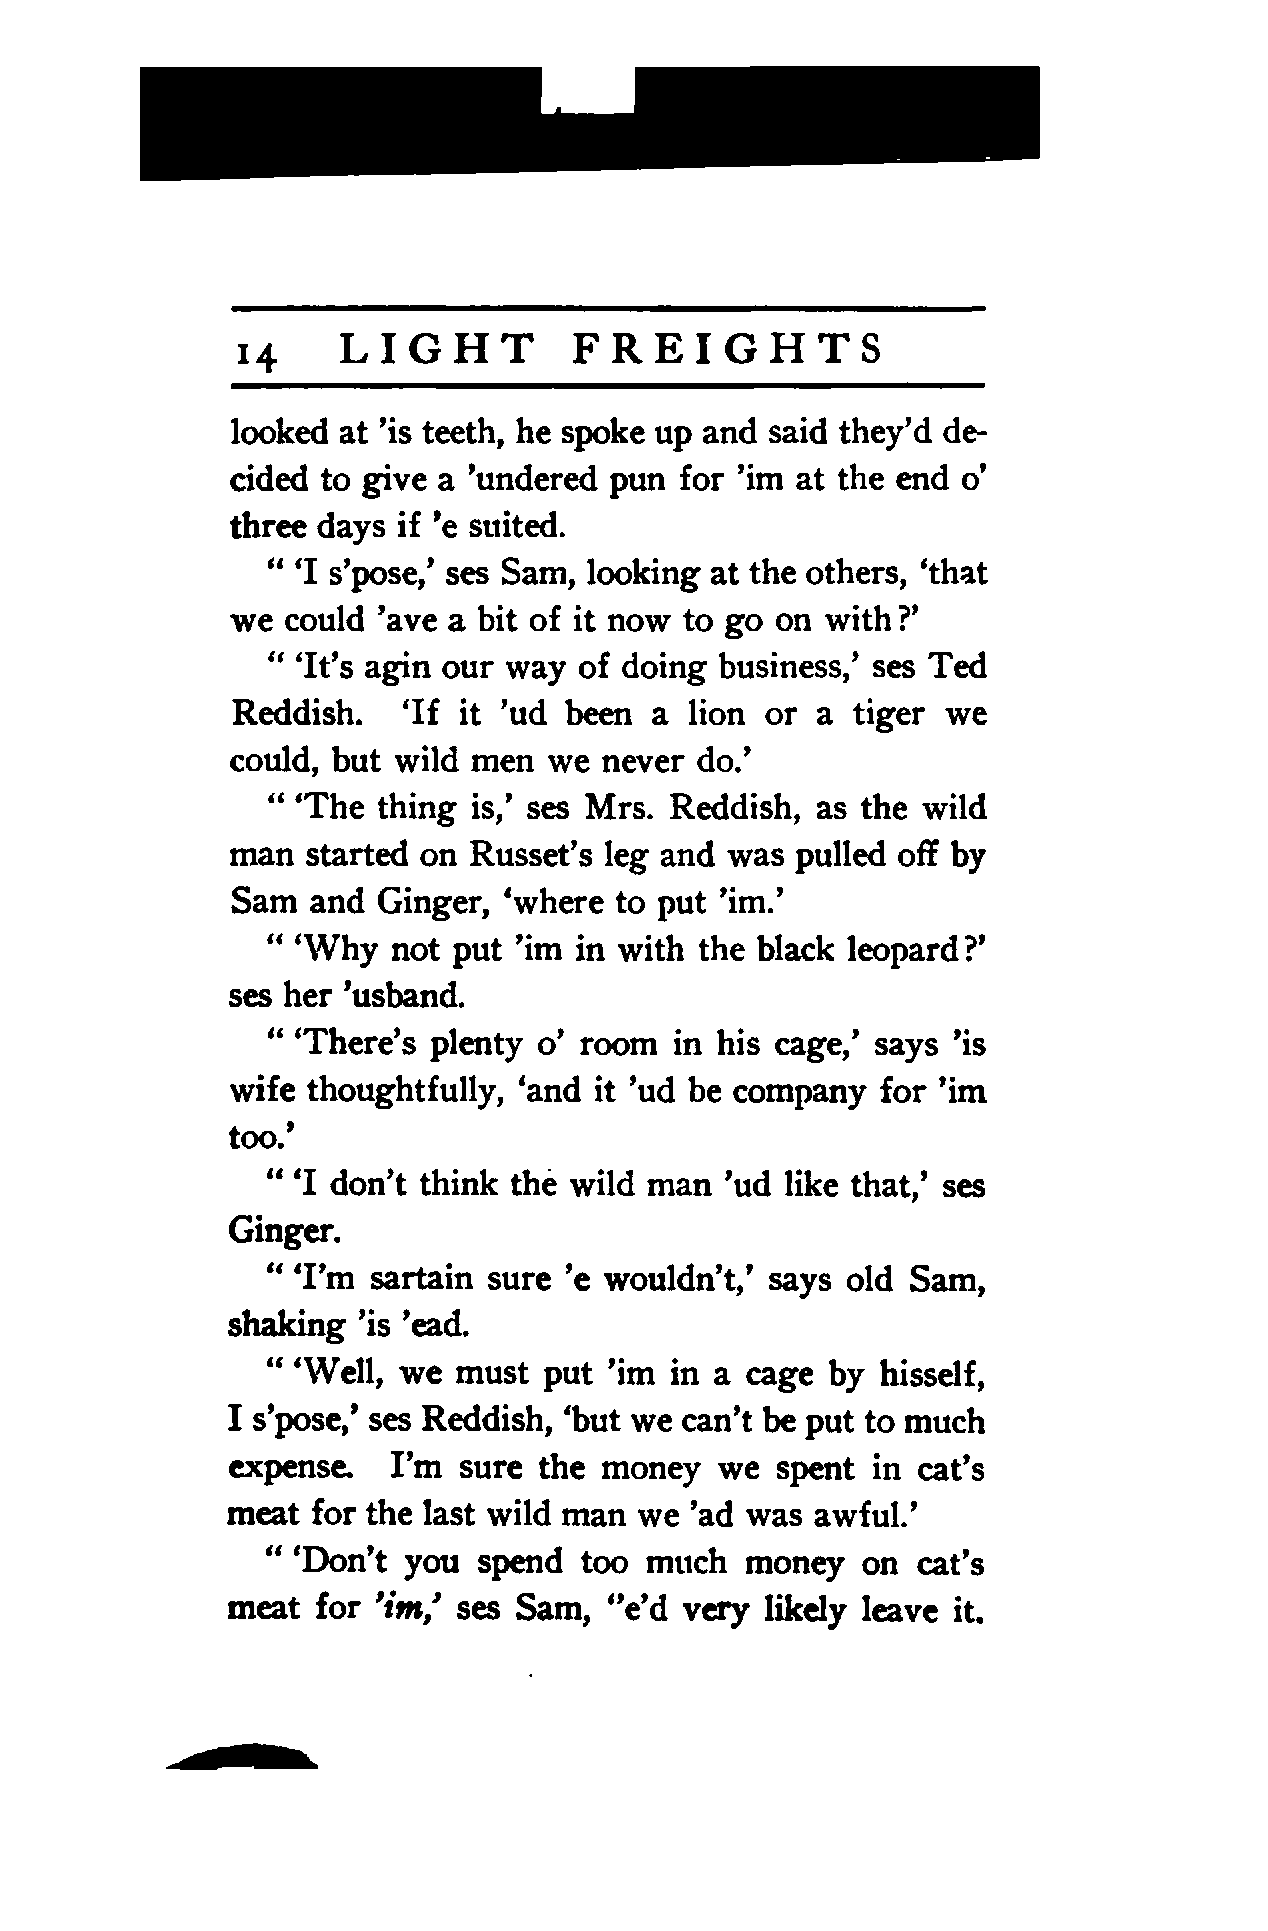 14 LIGHT FREIGHTS
looked at 'is teeth, he spoke up and said they'd de-
cided to give a 'undered pun for 'im at the end o'
three days if 'e suited.
" 'I s'pose,' ses Sam, looking at the others, 'that
we could 'ave a bit of it now to go on with?'
" 'It's agin our way of doing business,' ses Ted
Reddish. 'If it 'ud been a lion or a tiger we
could, but wild men we never do.'
" 'The thing is,' ses Mrs. Reddish, as the wild
man started on Russet's leg and was pulled off by
Sam and Ginger, 'where to put 'im.'
" 'Why not put 'im in with the black leopard?'
ses her 'usband.
" 'There's plenty o' room in his cage,' says 'is
wife thoughtfully, 'and it 'ud be company for 'im
too.'
" 'I don't think the wild man 'ud like that,' ses
Ginger.
" 'I'm sartain sure 'e wouldn't,' says old Sam,
shaking 'is 'ead.
" 'Well, we must put 'im in a cage by hisself,
I s'pose,' ses Reddish, 'but we can't be put to much
expense. I'm sure the money we spent in cat's
meat for the last wild man we 'ad was awful.'
" 'Don't you spend too much money on cat's
meat for 'im,' ses Sam, ''e'd very likely leave it.